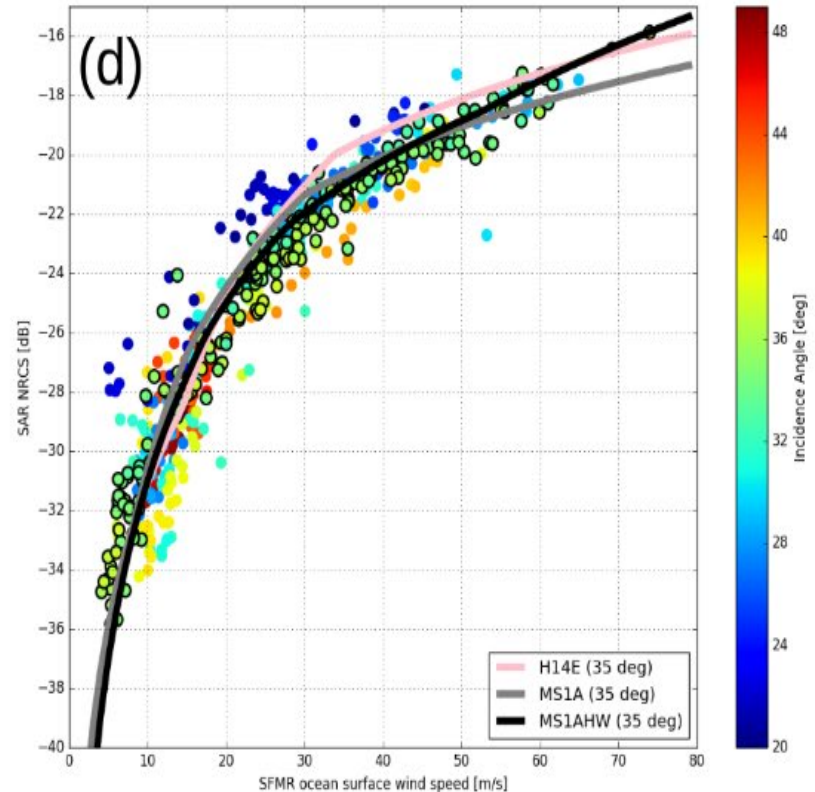 (d)
−16
−18
−20
−22
−24
−26
−28
−30
−32
−34
−36
−38
−40
SAR NRCS [dB]
0 10 20 30 40 50 60 70 80
SFMR ocean surface wind speed [m/s]
H14E (35 deg)
MS1A (35 deg)
MS1AHW (35 deg)
48
44
40
36
32
28
24
20
Incidence Angle [deg]